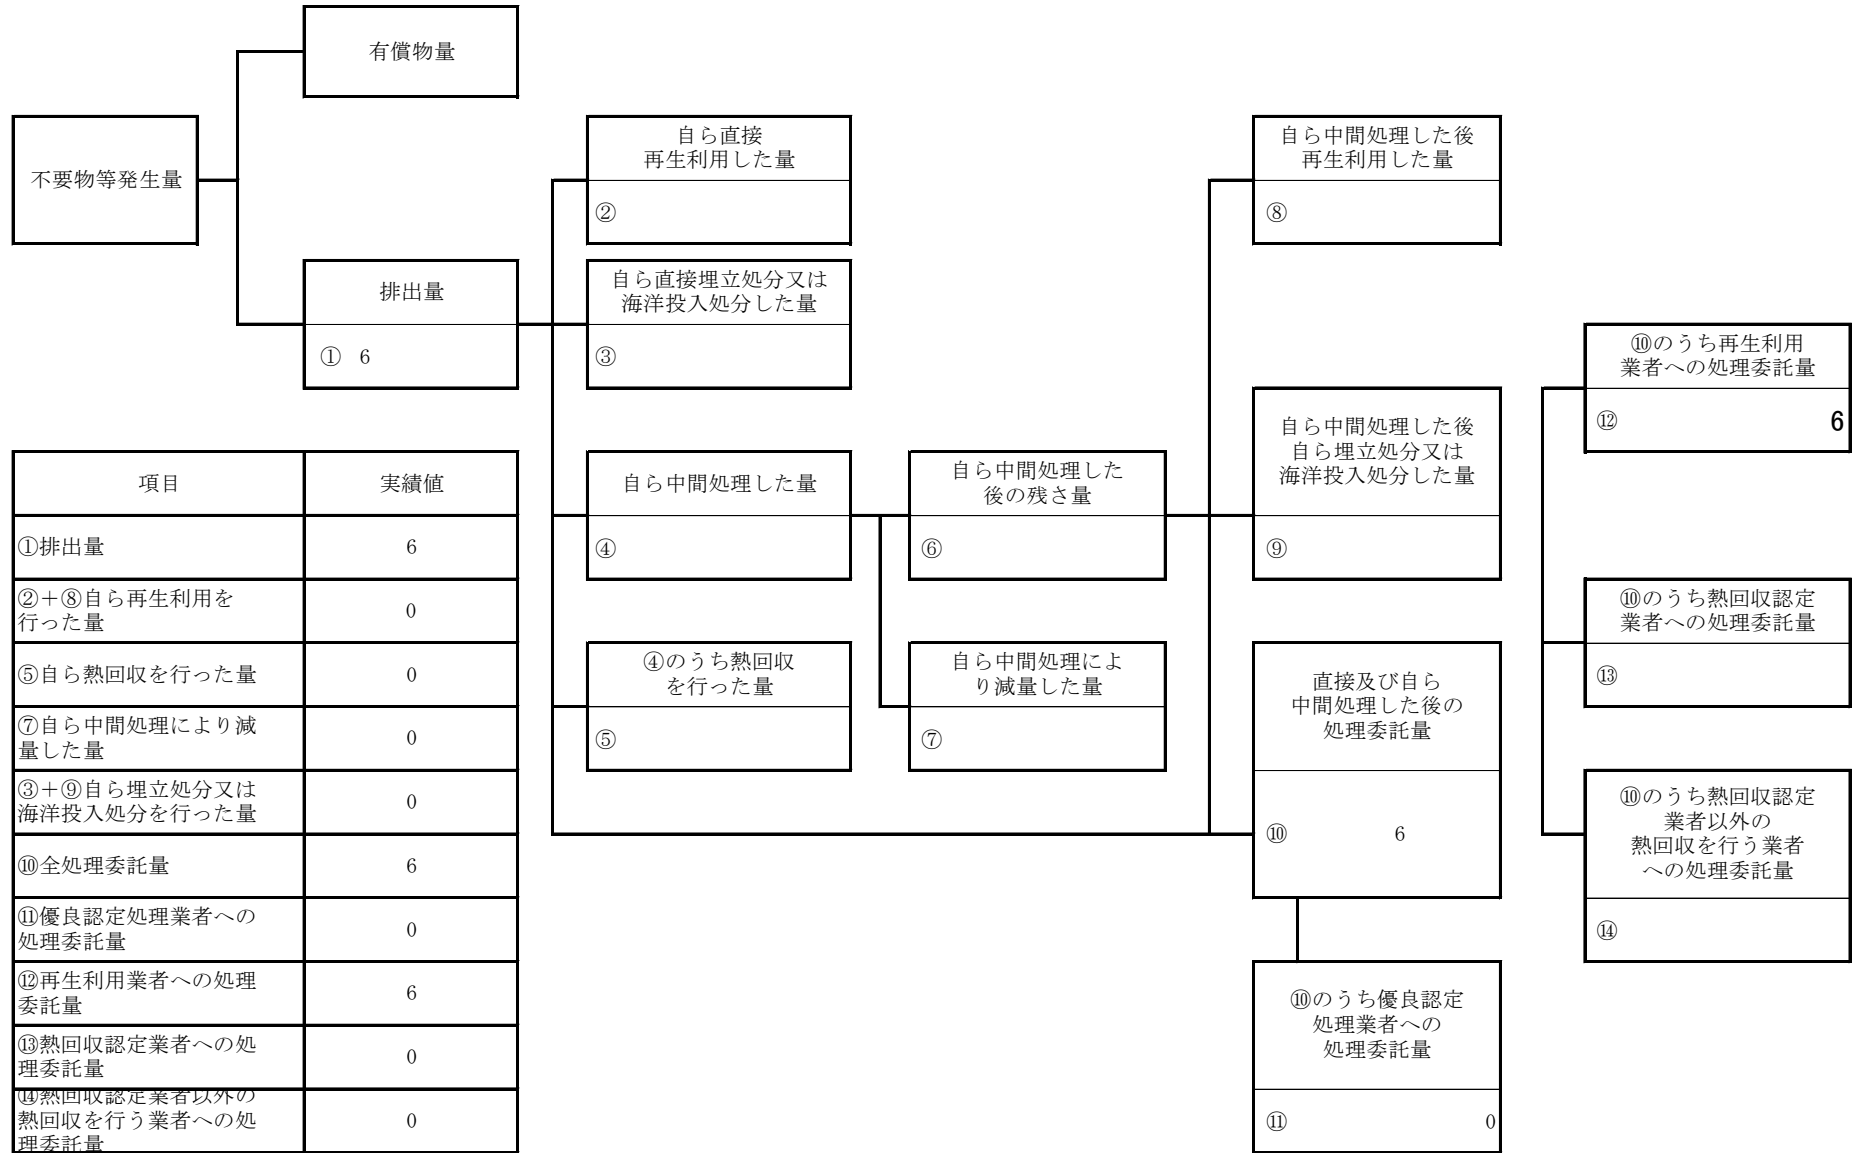 有償物量
不要物等発生量
排出量
① 6
自ら直接
再生利用した量
②
自ら直接埋立処分又は
海洋投入処分した量
③
自ら中間処理した量
④
④のうち熱回収
を行った量
⑤
自ら中間処理した
後の残さ量
⑥
自ら中間処理によ
り減量した量
⑦
自ら中間処理した後
再生利用した量
⑧
自ら中間処理した後
自ら埋立処分又は
海洋投入処分した量
⑨
直接及び自ら
中間処理した後の
処理委託量
⑩ 6
⑩のうち優良認定
処理業者への
処理委託量
⑪ 0
⑩のうち再生利用
業者への処理委託量
⑫ 6
⑩のうち熱回収認定
業者への処理委託量
⑬
⑩のうち熱回収認定
業者以外の
熱回収を行う業者
への処理委託量
⑭
項目 実績値
①排出量 6
②+⑧自ら再生利用を
行った量 0
⑤自ら熱回収を行った量 0
⑦自ら中間処理により減
量した量 0
③+⑨自ら埋立処分又は
海洋投入処分を行った量 0
⑩全処理委託量 6
⑪優良認定処理業者への
処理委託量 0
⑫再生利用業者への処理
委託量 6
⑬熱回収認定業者への処
理委託量 0
⑭熱回収認定業者以外の
熱回収を行う業者への処
理委託量 0